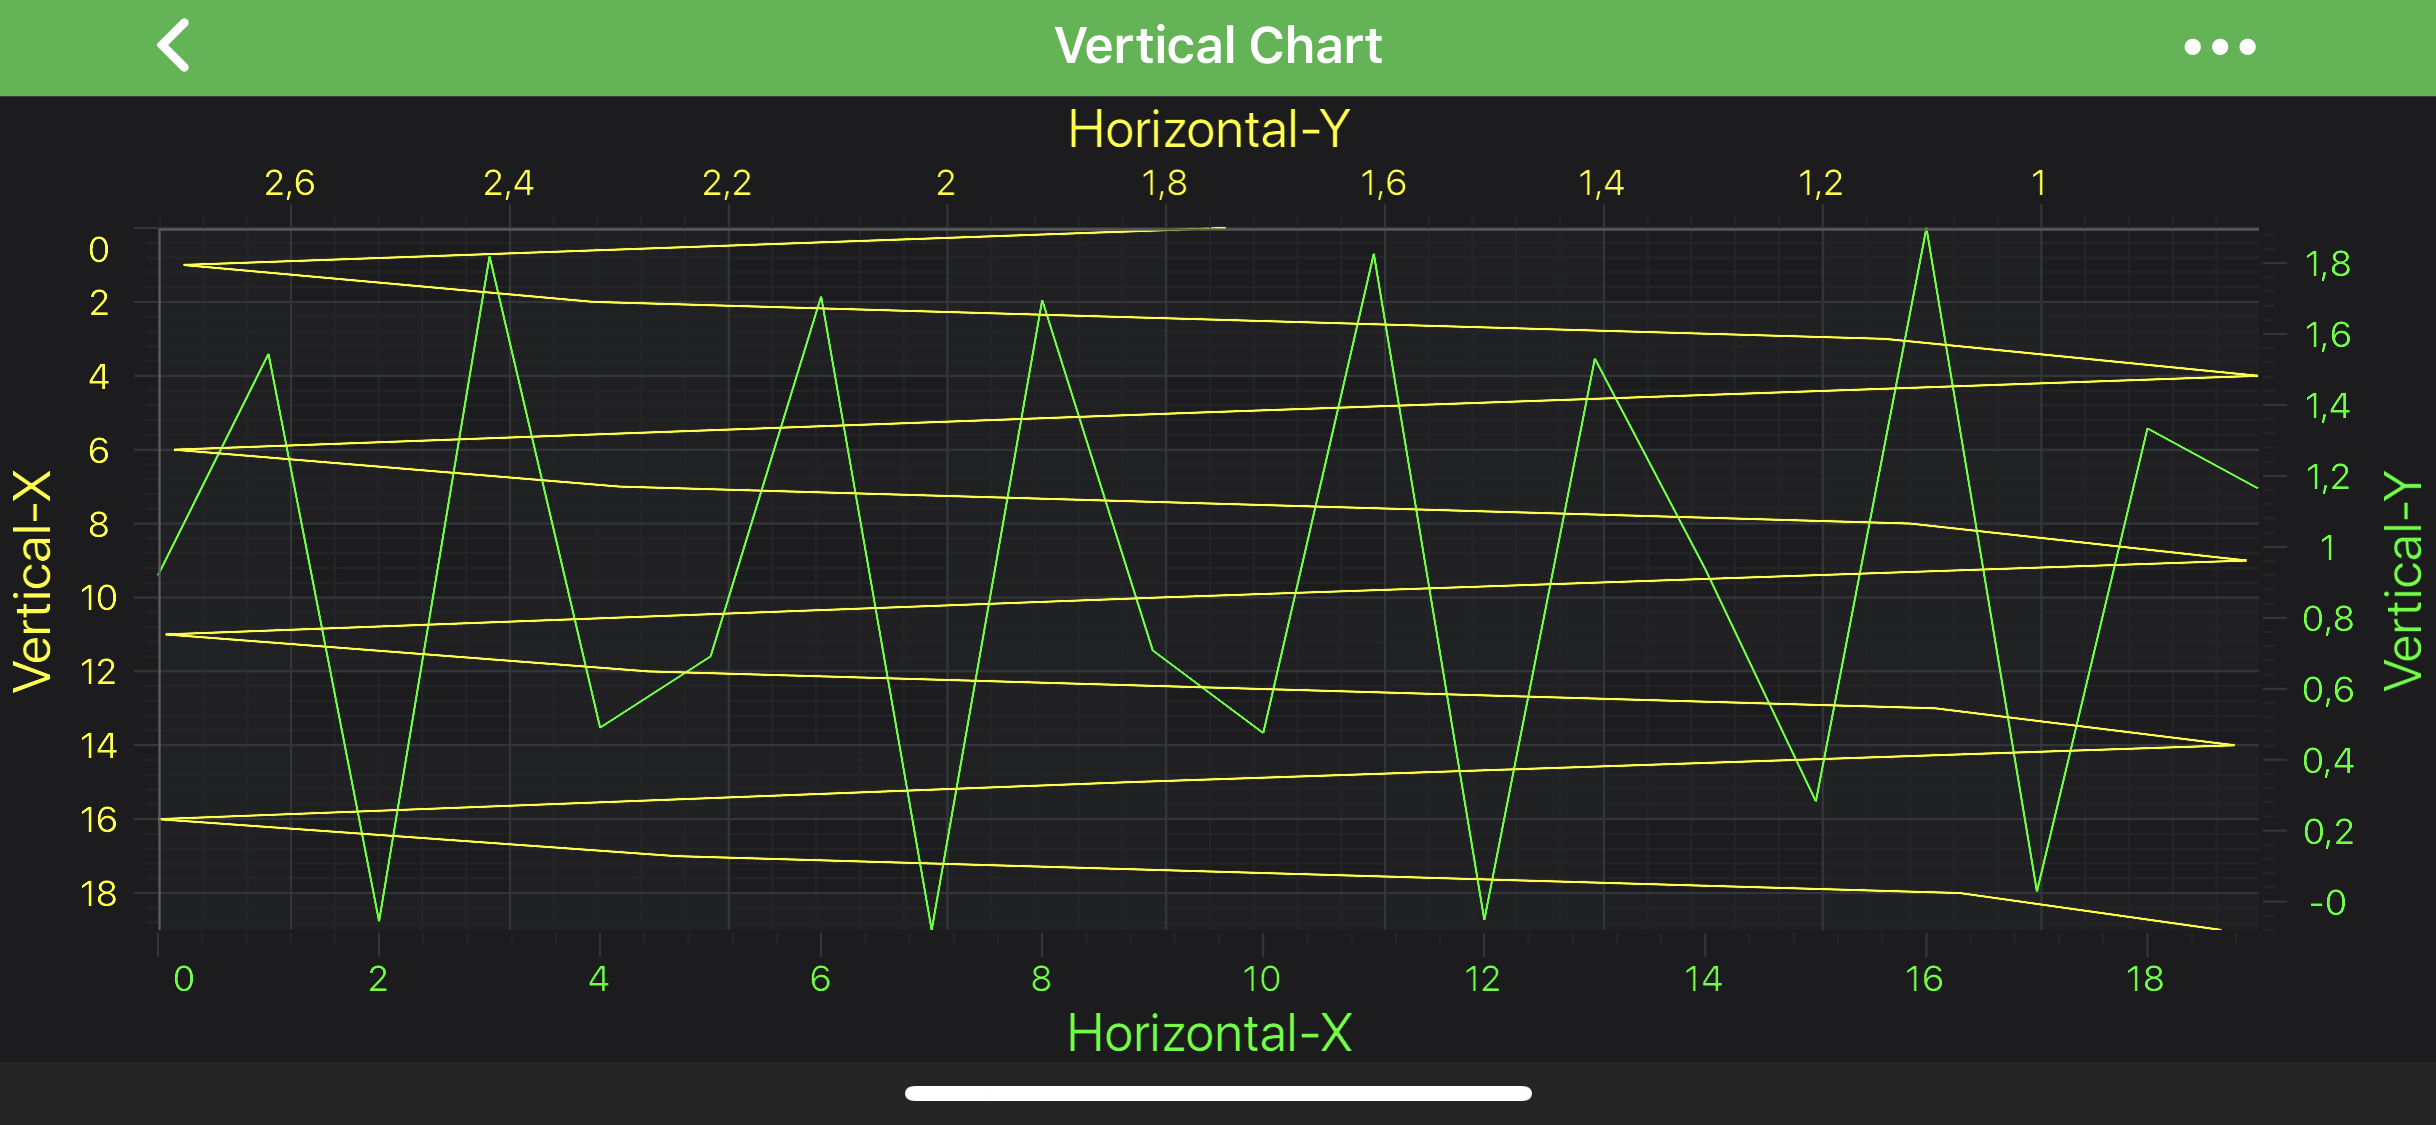 Vertical Chart
Horizontal-Y
2,6 2,4 2,2 2 1,8 1,6 1,4 1,2 1
Vertical-X
0
2
4
6
8
10
12
14
16
18
1,8
1,6
1,4
1,2
1
0,8
0,6
0,4
0,2
-0
Vertical-Y
0 2 4 6 8 10 12 14 16 18
Horizontal-X